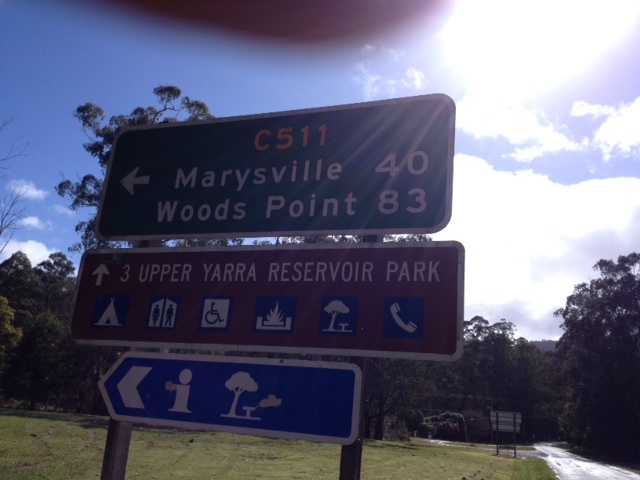 C511
Marysville 40
Woods Point 83
3 UPPER YARRA RESERVOIR PARK